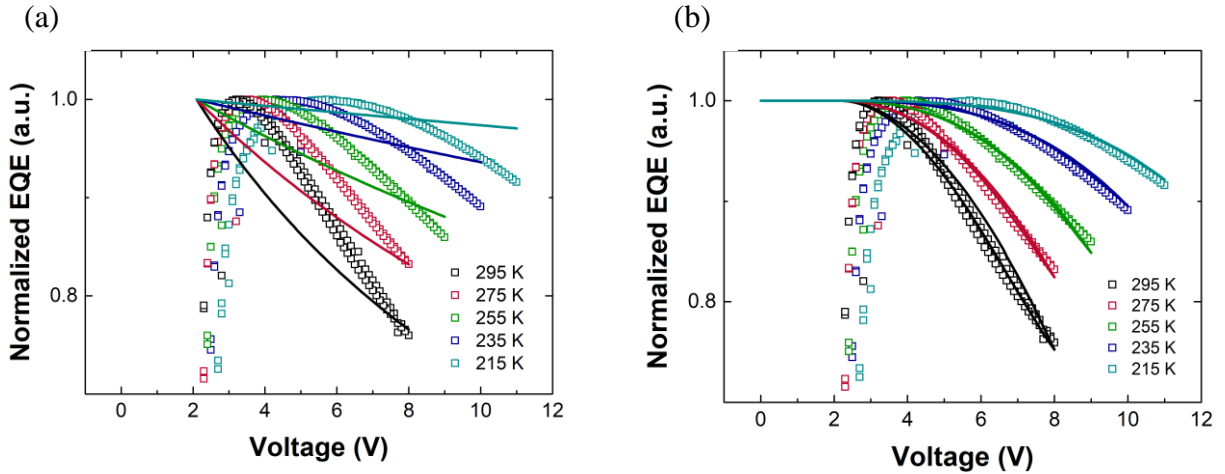 (a)
Normalized EQE (a.u.)
1.0
0.8
0
2
4
6
8
10
12
Voltage (V)
295 K
275 K
255 K
235 K
215 K
(b)
Normalized EQE (a.u.)
1.0
0.8
0
2
4
6
8
10
12
Voltage (V)
295 K
275 K
255 K
235 K
215 K